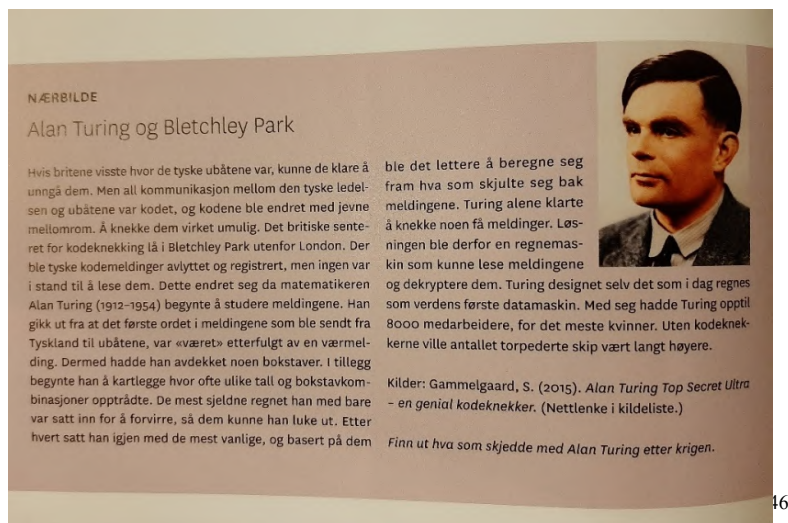 NÆRBILDE
Alan Turing og Bletchley Park
Hvis britene visste hvor de tyske ubåtene var, kunne de klare å
unngå dem. Men all kommunikasjon mellom den tyske ledel-
sen og ubåtene var kodet, og kodene ble endret med jevne
mellomrom. Å knekke dem virket umulig. Det britiske sente-
ret for kodeknekking lå i Bletchley Park utenfor London. Der
ble tyske kodemeldinger avlyttet og registrert, men ingen var
i stand til å lese dem. Dette endret seg da matematikeren
Alan Turing (1912–1954) begynte å studere meldingene. Han
gikk ut fra at det første ordet i meldingene som ble sendt fra
Tyskland til ubåtene, var «været» etterfulgt av en værmel-
ding. Dermed hadde han avdekket noen bokstaver. I tillegg
begynte han å kartlegge hvor ofte ulike tall og bokstavkom-
binasjoner opptrådte. De mest sjeldne regnet han med bare
var satt inn for å forvirre, så dem kunne han luke ut. Etter
hvert satt han igjen med de mest vanlige, og basert på dem
ble det lettere å beregne seg
fram hva som skjulte seg bak
meldingene. Turing alene klarte
å knekke noen få meldinger. Løs-
ningen ble derfor en regnemas-
kin som kunne lese meldingene
og dekryptere dem. Turing designet selv det som i dag regnes
som verdens første datamaskin. Med seg hadde Turing opptil
8000 medarbeidere, for det meste kvinner. Uten kodeknek-
kerne ville antallet torpederte skip vært langt høyere.
Kilder: Gammelgaard, S. (2015). Alan Turing Top Secret Ultra
– en genial kodeknekker. (Nettlenke i kildeliste.)
Finn ut hva som skjedde med Alan Turing etter krigen.
46